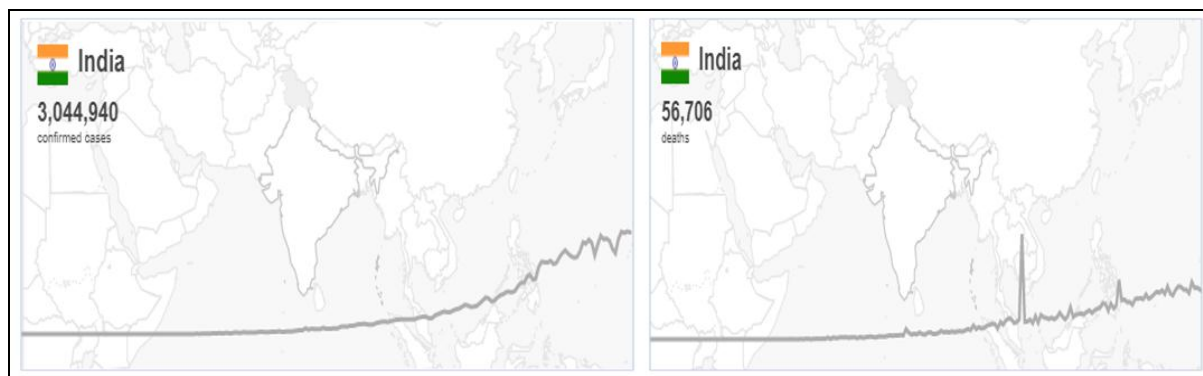 India
3,044,940
confirmed cases
India
56,706
deaths